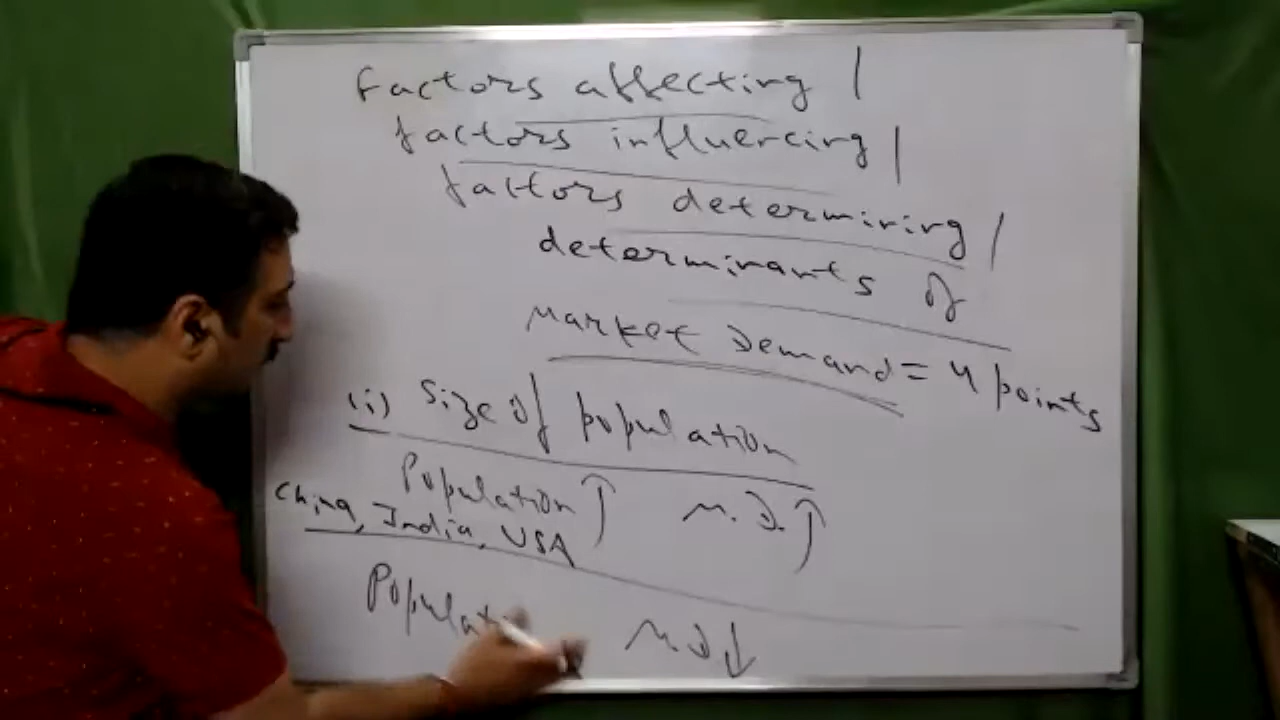 Factors affecting /
factors influencing /
factors determining /
determinants of
Market Demand = 4 points
(i) Size of population
Population ↑ M.D. ↑
China, India, USA
M.D ↓